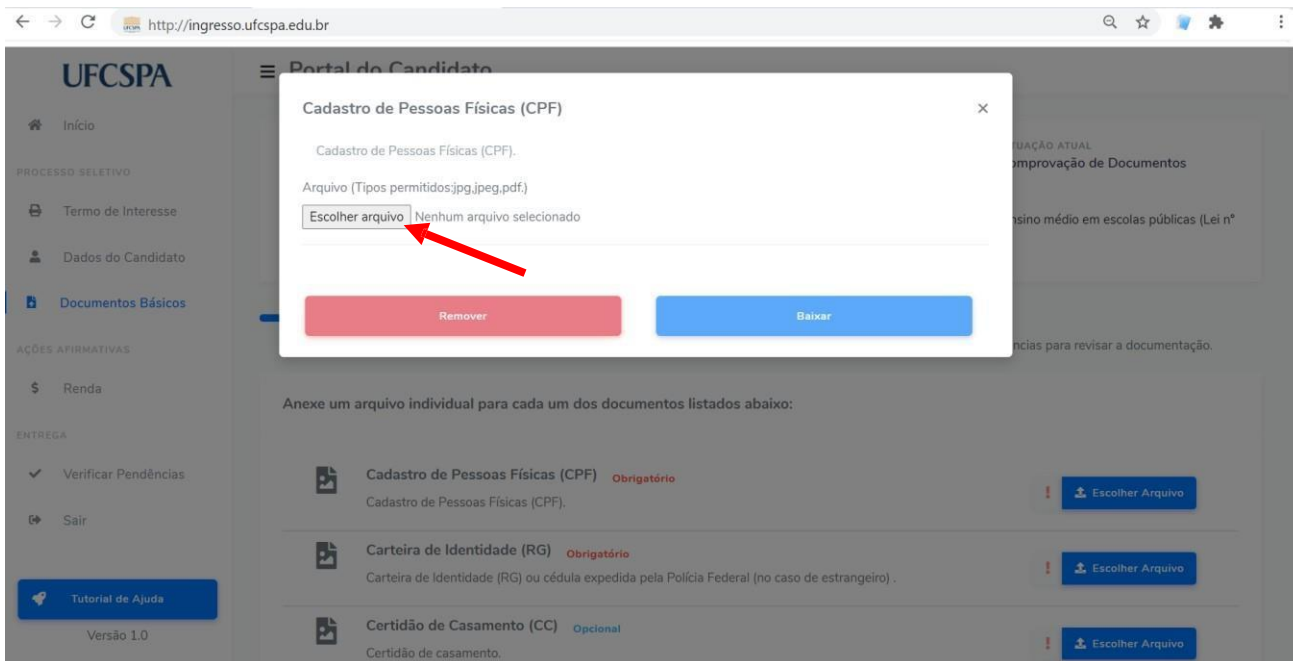 http://ingresso.ufcspa.edu.br
UFCSPA
Portal do Candidato
Início
PROCESSO SELETIVO
Termo de Interesse
Dados do Candidato
Documentos Básicos
AÇÕES AFIRMATIVAS
Renda
ENTREGA
Verificar Pendências
Sair
Tutorial de Ajuda
Versão 1.0
Cadastro de Pessoas Físicas (CPF)
×
Cadastro de Pessoas Físicas (CPF).
Arquivo (Tipos permitidos:jpg,jpeg,pdf.)
Escolher arquivo Nenhum arquivo selecionado
Remover
Baixar
UAÇÃO ATUAL
omprovação de Documentos
nsino médio em escolas públicas (Lei nº
ncias para revisar a documentação.
Anexe um arquivo individual para cada um dos documentos listados abaixo:
Cadastro de Pessoas Físicas (CPF) Obrigatório
Cadastro de Pessoas Físicas (CPF).
! Escolher Arquivo
Carteira de Identidade (RG) Obrigatório
Carteira de Identidade (RG) ou cédula expedida pela Polícia Federal (no caso de estrangeiro) .
! Escolher Arquivo
Certidão de Casamento (CC) Opcional
Certidão de casamento.
! Escolher Arquivo